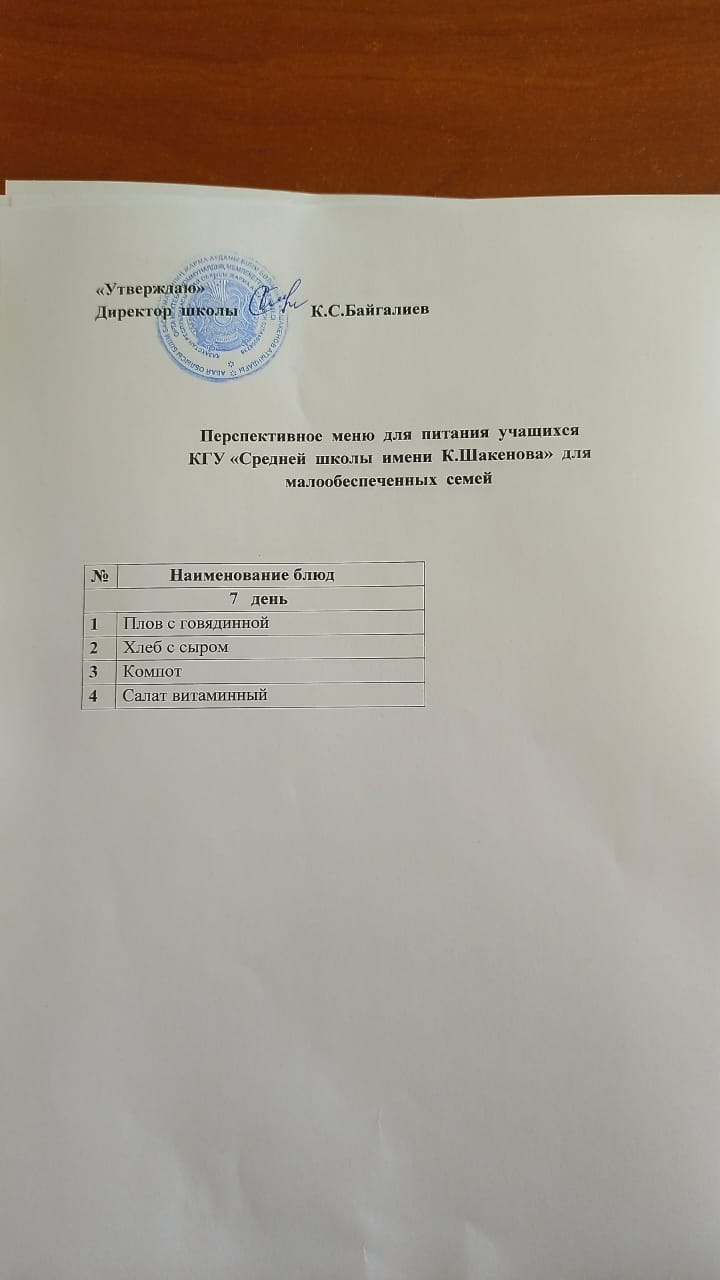 «Утверждаю»
Директор школы К.С.Байгалиев
Перспективное меню для питания учащихся
КГУ «Средней школы имени К.Шакенова» для
малообеспеченных семей
№ Наименование блюд
7 день
1 Плов с говядинной
2 Хлеб с сыром
3 Компот
4 Салат витаминный